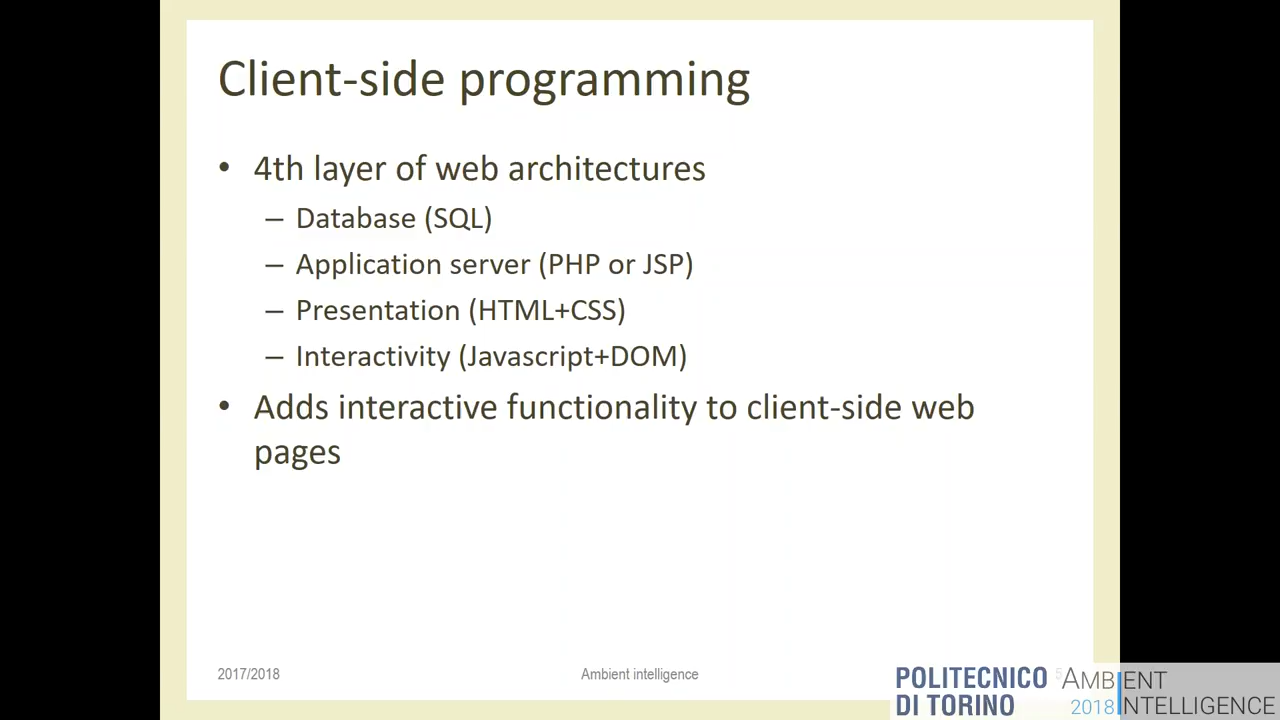 Client-side programming
• 4th layer of web architectures
– Database (SQL)
– Application server (PHP or JSP)
– Presentation (HTML+CSS)
– Interactivity (Javascript+DOM)
• Adds interactive functionality to client-side web
pages
2017/2018
Ambient intelligence
POLITECNICO
DI TORINO
5
AMBIENT
2018 INTELLIGENCE